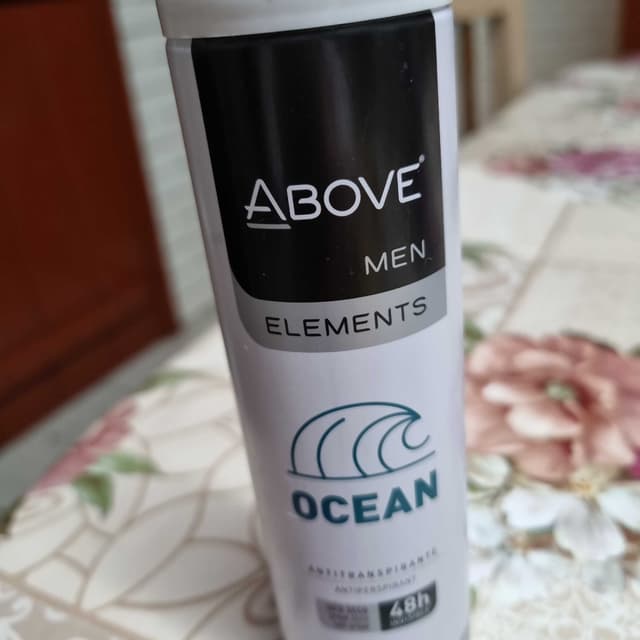 ABOVE®
MEN
ELEMENTS
OCEAN
ANTITRANSPIRANTE
ANTIPERSPIRANT
48h